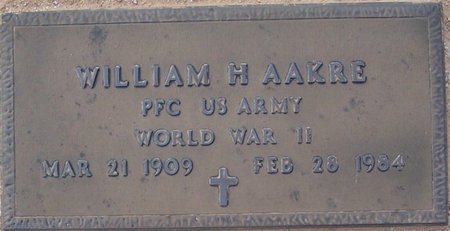 WILLIAM H AAKRE
PFC US ARMY
WORLD WAR II
MAR 21 1909 FEB 28 1984